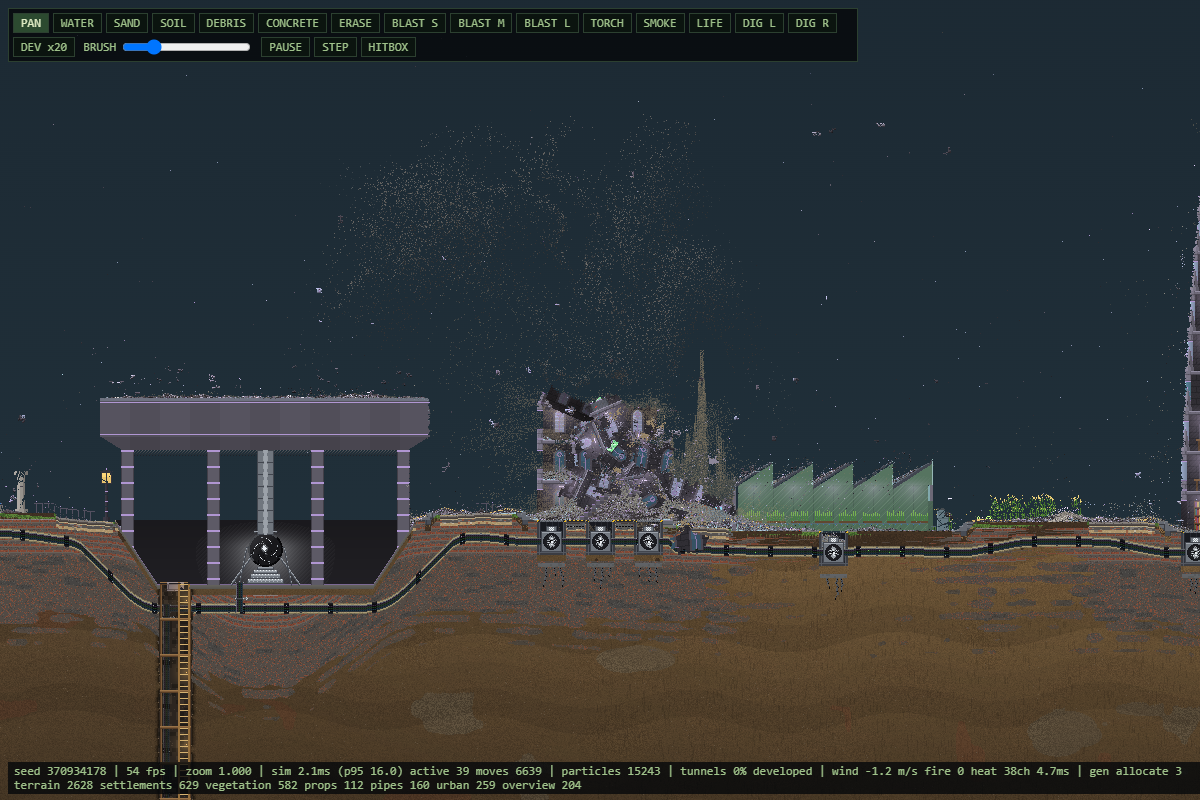 PAN WATER SAND SOIL DEBRIS CONCRETE ERASE BLAST S BLAST M BLAST L TORCH SMOKE LIFE DIG L DIG R
DEV x20 BRUSH PAUSE STEP HITBOX
seed 370934178 | 54 fps | zoom 1.000 | sim 2.1ms (p95 16.0) active 39 moves 6639 | particles 15243 | tunnels 0% developed | wind -1.2 m/s fire 0 heat 38ch 4.7ms | gen allocate 3
terrain 2628 settlements 629 vegetation 582 props 112 pipes 160 urban 259 overview 204